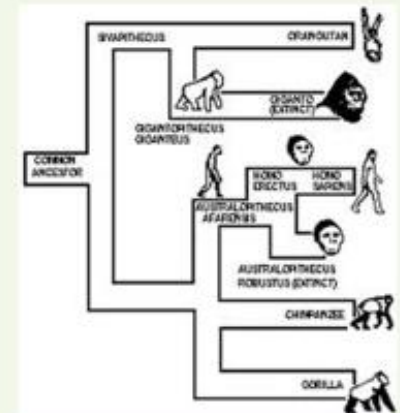 SIVAPITHECUS
ORANGUTAN
GIGANTO
(EXTINCT)
GIGANTOPITHECUS
GIGANTEUS
COMMON
ANCESTOR
HOMO
ERECTUS
HOMO
SAPIENS
AUSTRALOPITHECUS
AFARENSIS
AUSTRALOPITHECUS
ROBUSTUS (EXTINCT)
CHIMPANZEE
GORILLA